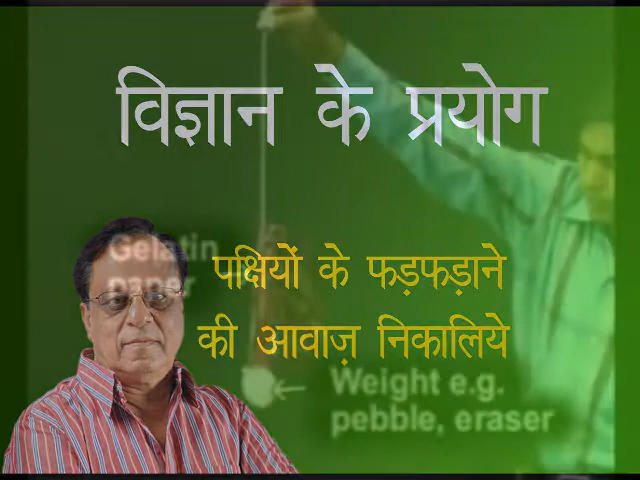 विज्ञान के प्रयोग
Gelatin
पक्षियों के फड़फड़ाने
की आवाज़ निकालिये
Weight e.g.
pebble, eraser